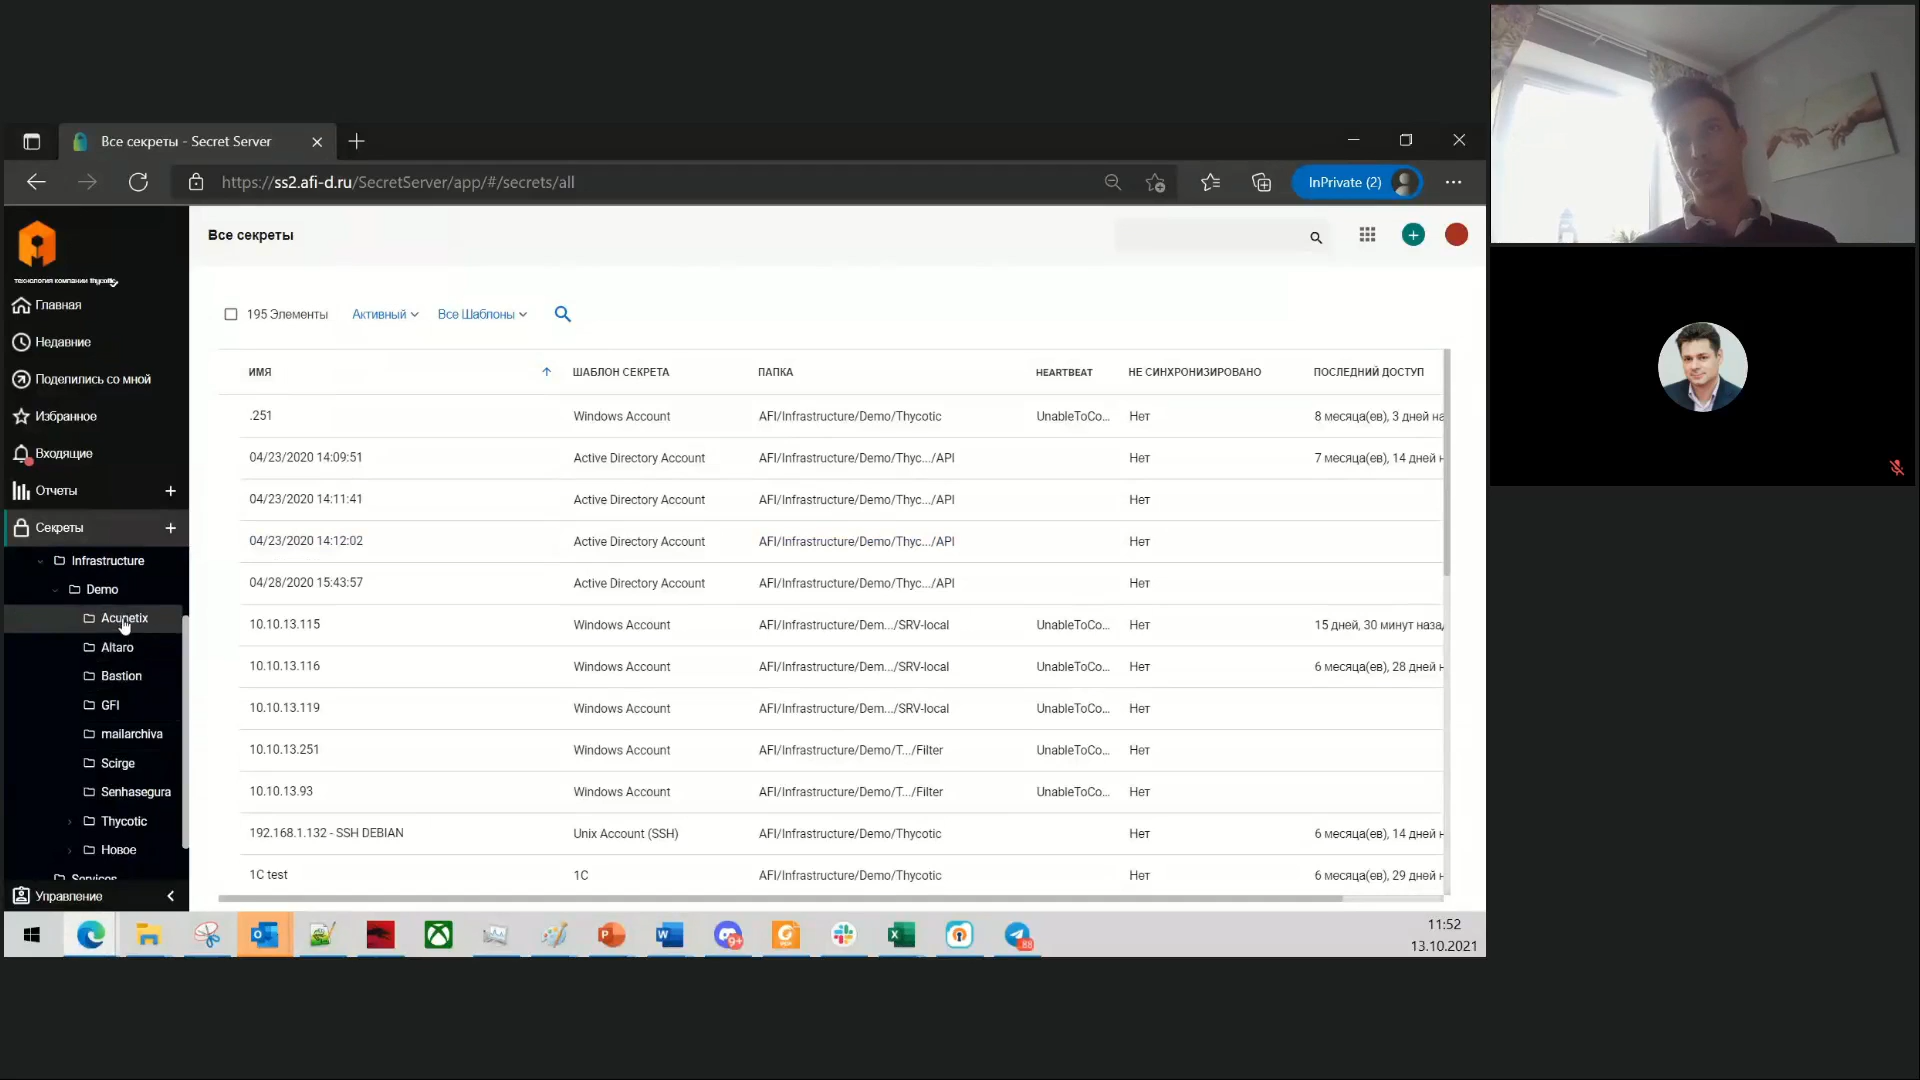 Все секреты - Secret Server
https://ss2.afi-d.ru/SecretServer/app/#/secrets/all
InPrivate (2)
технология компании thycotic
Главная
Недавние
Поделились со мной
Избранное
Входящие
Отчеты
Секреты
Infrastructure
Demo
Acunetix
Altaro
Bastion
GFI
mailarchiva
Scirge
Senhasegura
Thycotic
Новое
Services
Управление
Все секреты
195 Элементы Активный Все Шаблоны
ИМЯ ШАБЛОН СЕКРЕТА ПАПКА HEARTBEAT НЕ СИНХРОНИЗИРОВАНО ПОСЛЕДНИЙ ДОСТУП
.251 Windows Account AFI/Infrastructure/Demo/Thycotic UnableToCo... Нет 8 месяца(ев), 3 дней на
04/23/2020 14:09:51 Active Directory Account AFI/Infrastructure/Demo/Thyc.../API Нет 7 месяца(ев), 14 дней н
04/23/2020 14:11:41 Active Directory Account AFI/Infrastructure/Demo/Thyc.../API Нет
04/23/2020 14:12:02 Active Directory Account AFI/Infrastructure/Demo/Thyc.../API Нет
04/28/2020 15:43:57 Active Directory Account AFI/Infrastructure/Demo/Thyc.../API Нет
10.10.13.115 Windows Account AFI/Infrastructure/Dem.../SRV-local UnableToCo... Нет 15 дней, 30 минут назад
10.10.13.116 Windows Account AFI/Infrastructure/Dem.../SRV-local UnableToCo... Нет 6 месяца(ев), 28 дней н
10.10.13.119 Windows Account AFI/Infrastructure/Dem.../SRV-local UnableToCo... Нет
10.10.13.251 Windows Account AFI/Infrastructure/Demo/T.../Filter UnableToCo... Нет
10.10.13.93 Windows Account AFI/Infrastructure/Demo/T.../Filter UnableToCo... Нет
192.168.1.132 - SSH DEBIAN Unix Account (SSH) AFI/Infrastructure/Demo/Thycotic Нет 6 месяца(ев), 14 дней н
1C test 1C AFI/Infrastructure/Demo/Thycotic Нет 6 месяца(ев), 29 дней н
9+
88
11:52
13.10.2021